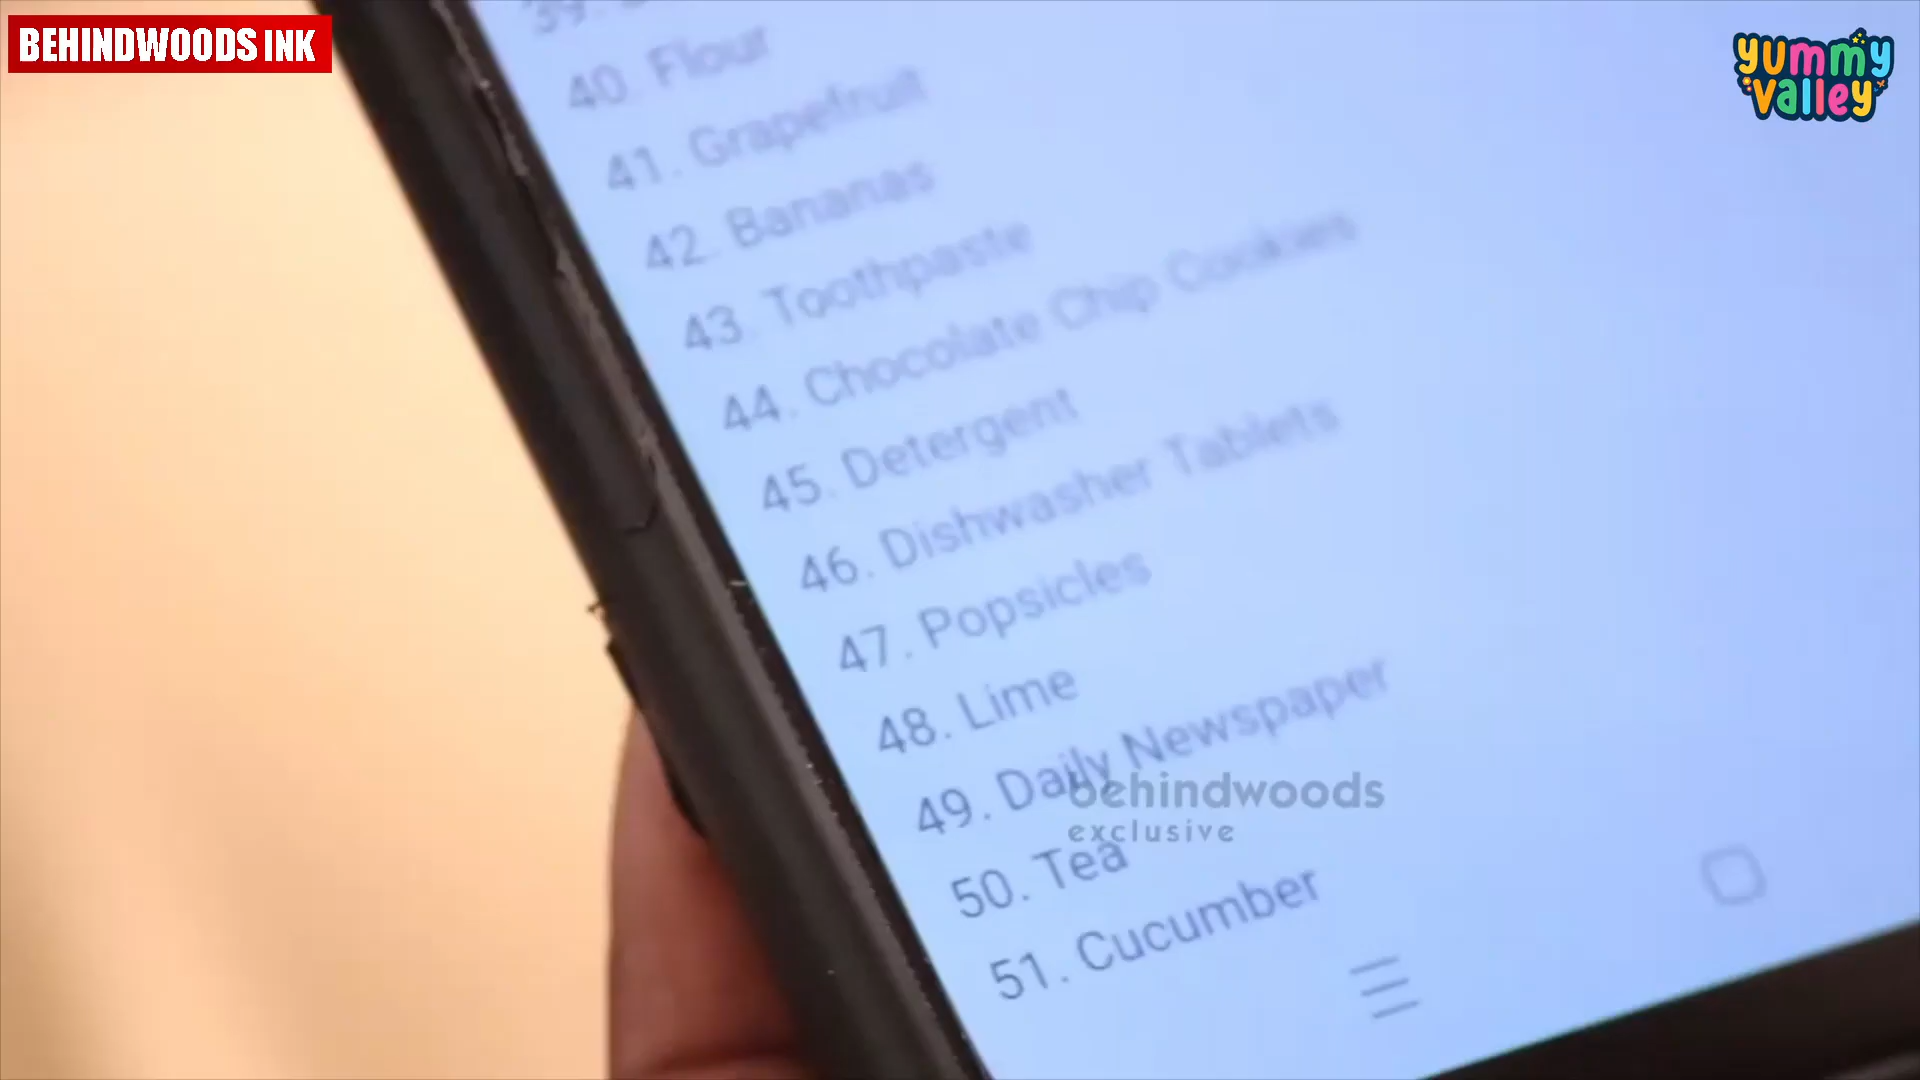 BEHINDWOODS INK
yummy
valley
39.
40. Flour
41. Grapefruit
42. Bananas
43. Toothpaste
44. Chocolate Chip Cookies
45. Detergent
46. Dishwasher Tablets
47. Popsicles
48. Lime
49. Daily Newspaper
behindwoods
exclusive
50. Tea
51. Cucumber